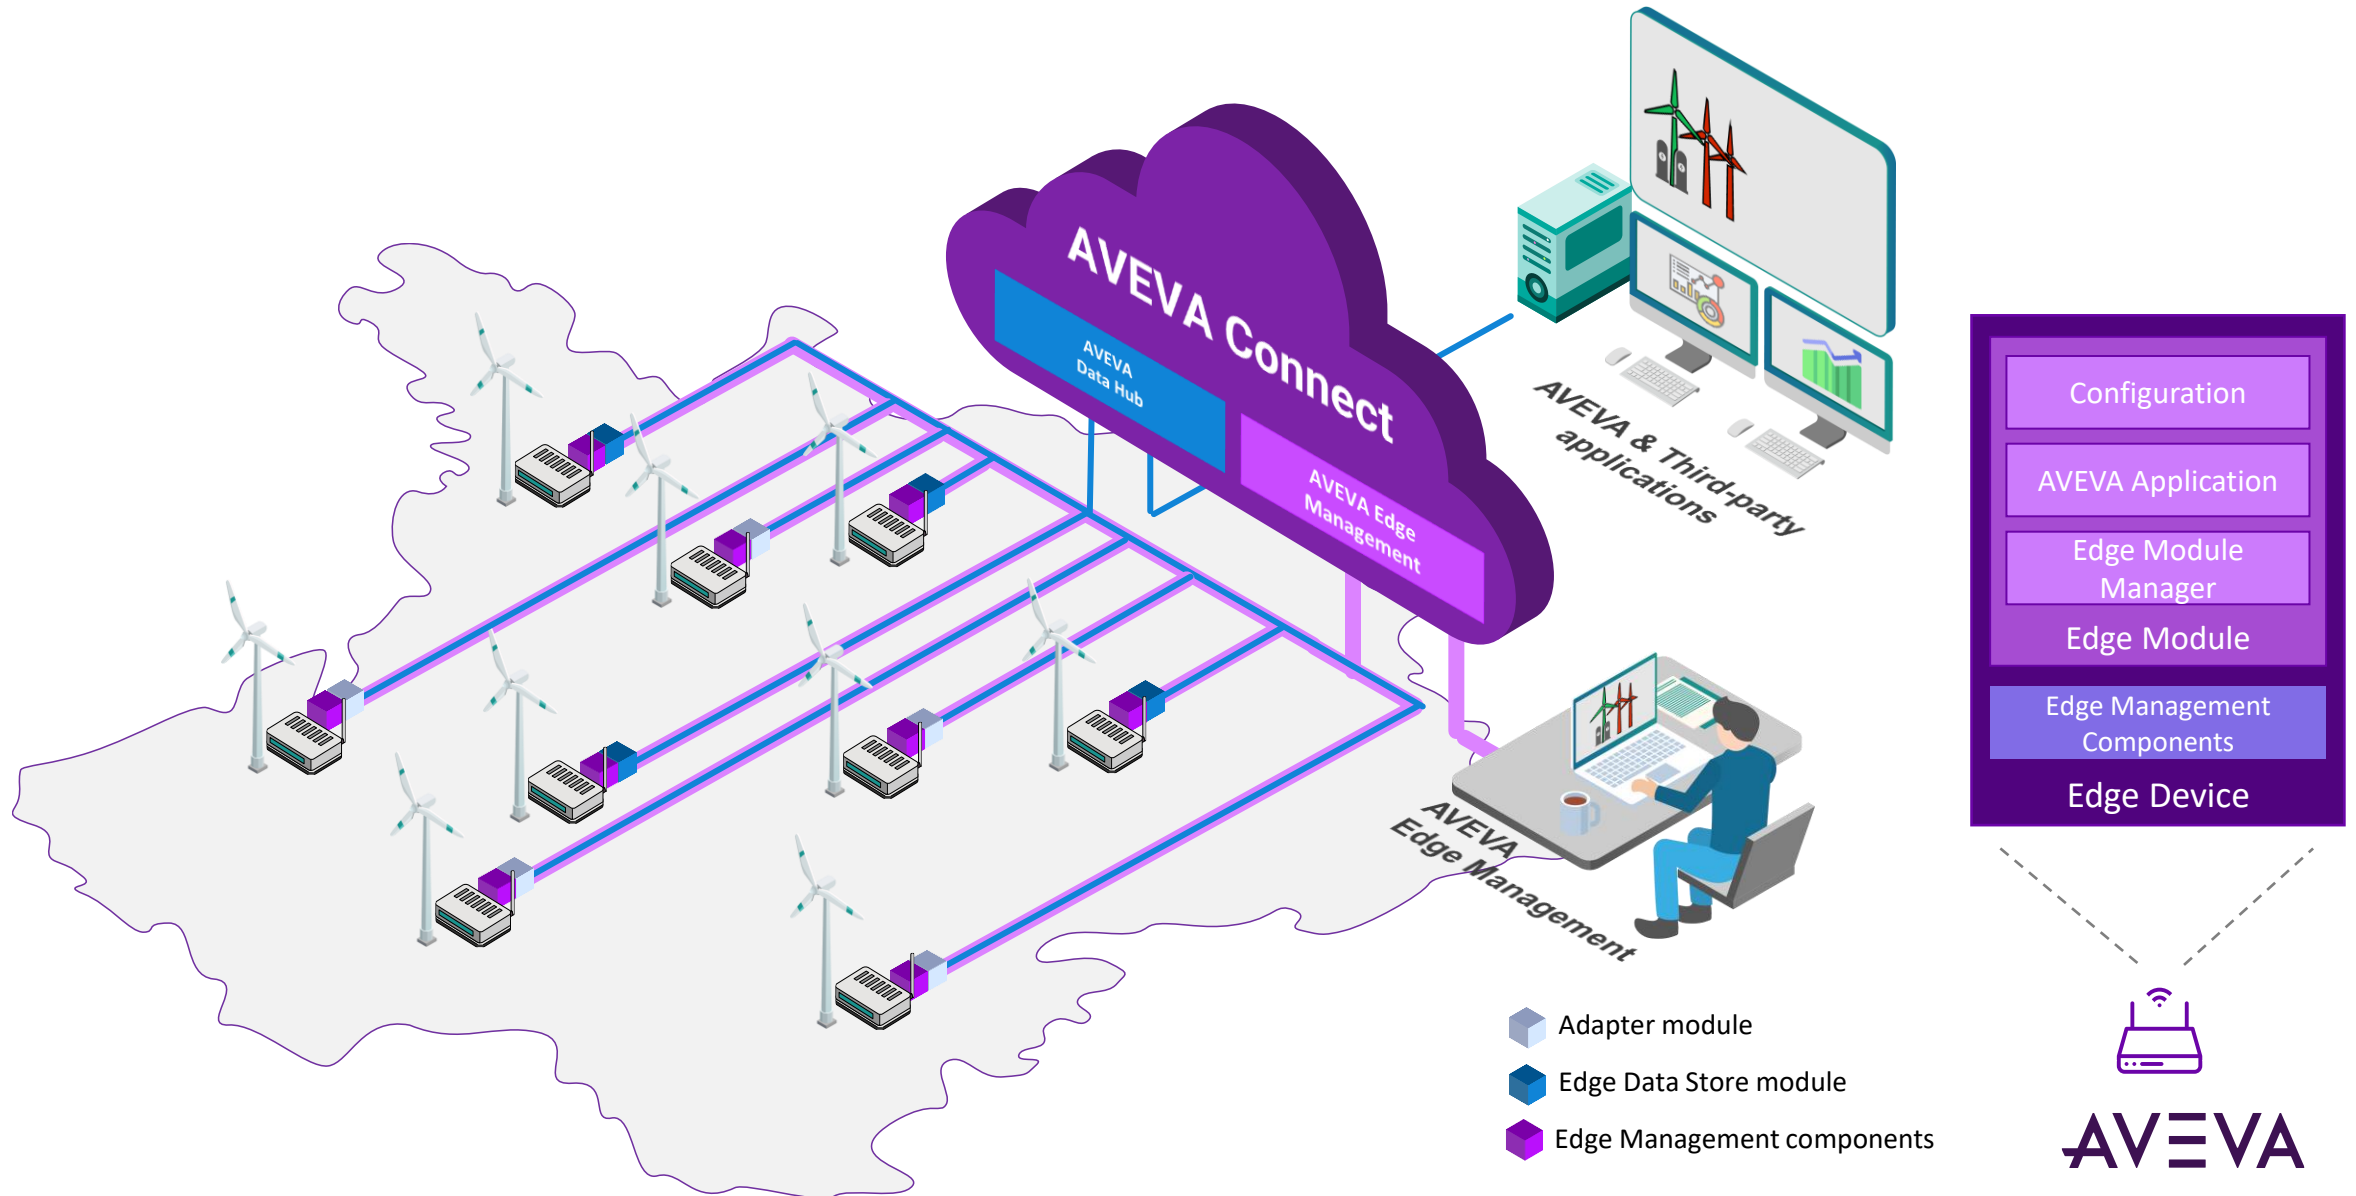 AVEVA Connect
AVEVA
Data Hub
AVEVA Edge
Management
AVEVA & Third-party
applications
AVEVA
Edge Management
Configuration
AVEVA Application
Edge Module
Manager
Edge Module
Edge Management
Components
Edge Device
Adapter module
Edge Data Store module
Edge Management components
AVEVA